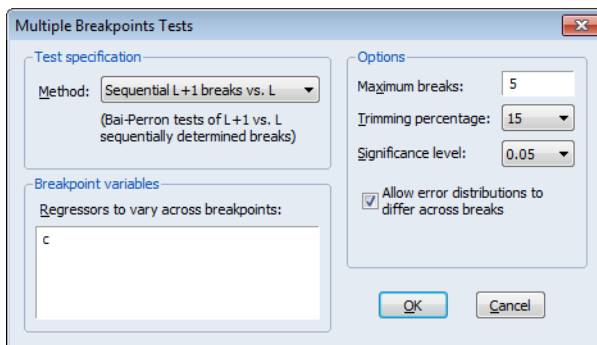 Multiple Breakpoints Tests
Test specification
Method: Sequential L+1 breaks vs. L
(Bai-Perron tests of L+1 vs. L
sequentially determined breaks)
Breakpoint variables
Regressors to vary across breakpoints:
c
Options
Maximum breaks: 5
Trimming percentage: 15
Significance level: 0.05
Allow error distributions to
differ across breaks
OK Cancel